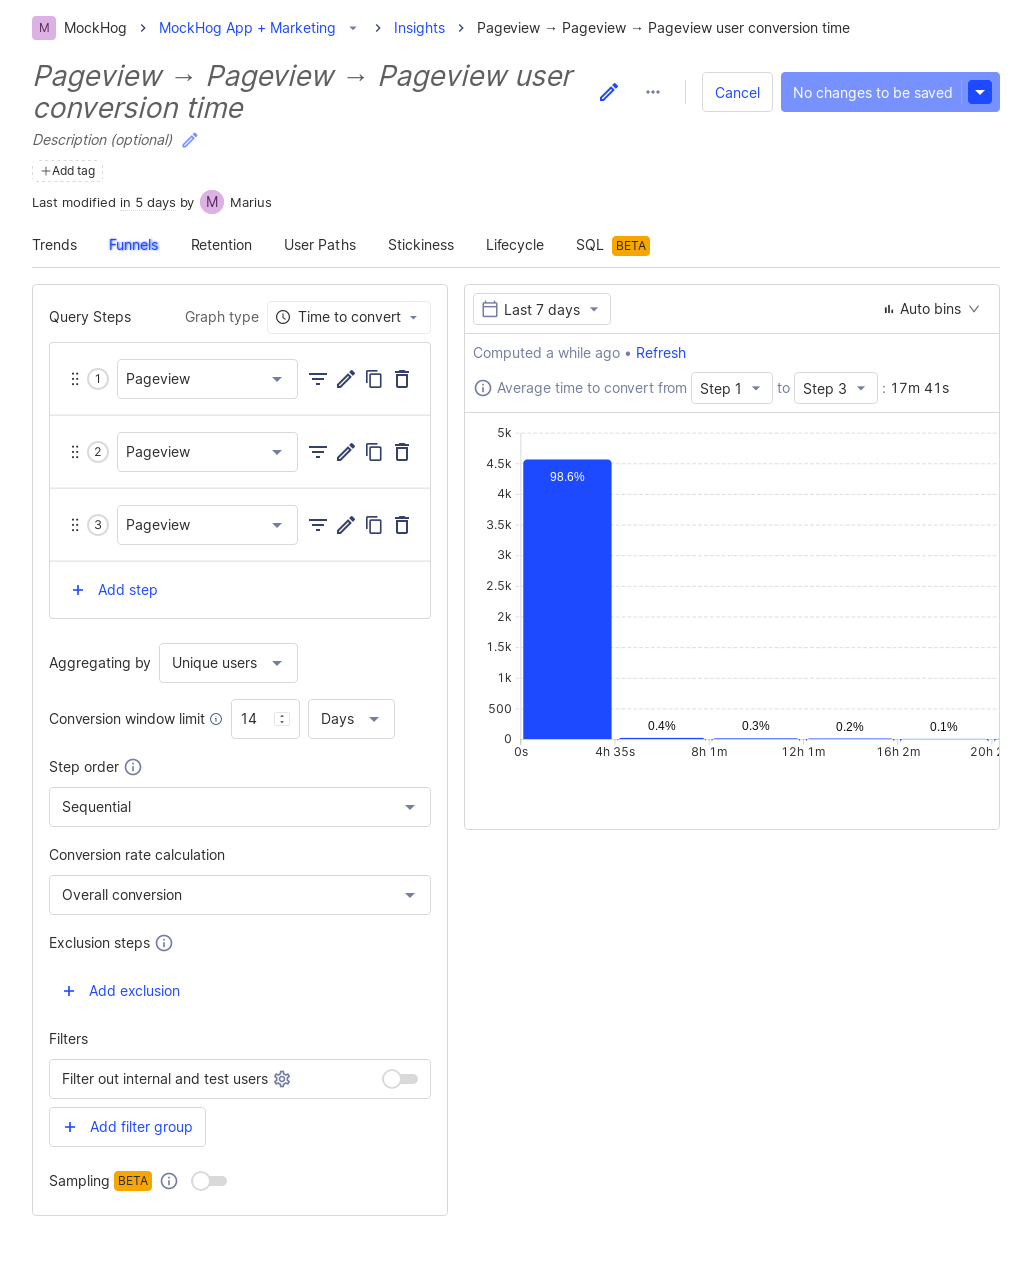 M MockHog > MockHog App + Marketing > Insights > Pageview → Pageview → Pageview user conversion time
Pageview → Pageview → Pageview user
conversion time
Cancel
No changes to be saved
Description (optional)
+Add tag
Last modified in 5 days by M Marius
Trends Funnels Retention User Paths Stickiness Lifecycle SQL BETA
Query Steps Graph type Time to convert
1 Pageview
2 Pageview
3 Pageview
+ Add step
Aggregating by Unique users
Conversion window limit 14 Days
Step order
Sequential
Conversion rate calculation
Overall conversion
Exclusion steps
+ Add exclusion
Filters
Filter out internal and test users
+ Add filter group
Sampling BETA
Last 7 days Auto bins
Computed a while ago • Refresh
Average time to convert from Step 1 to Step 3 : 17m 41s
5k
4.5k
98.6%
4k
3.5k
3k
2.5k
2k
1.5k
1k
500
0.4% 0.3% 0.2% 0.1%
0
0s 4h 35s 8h 1m 12h 1m 16h 2m 20h